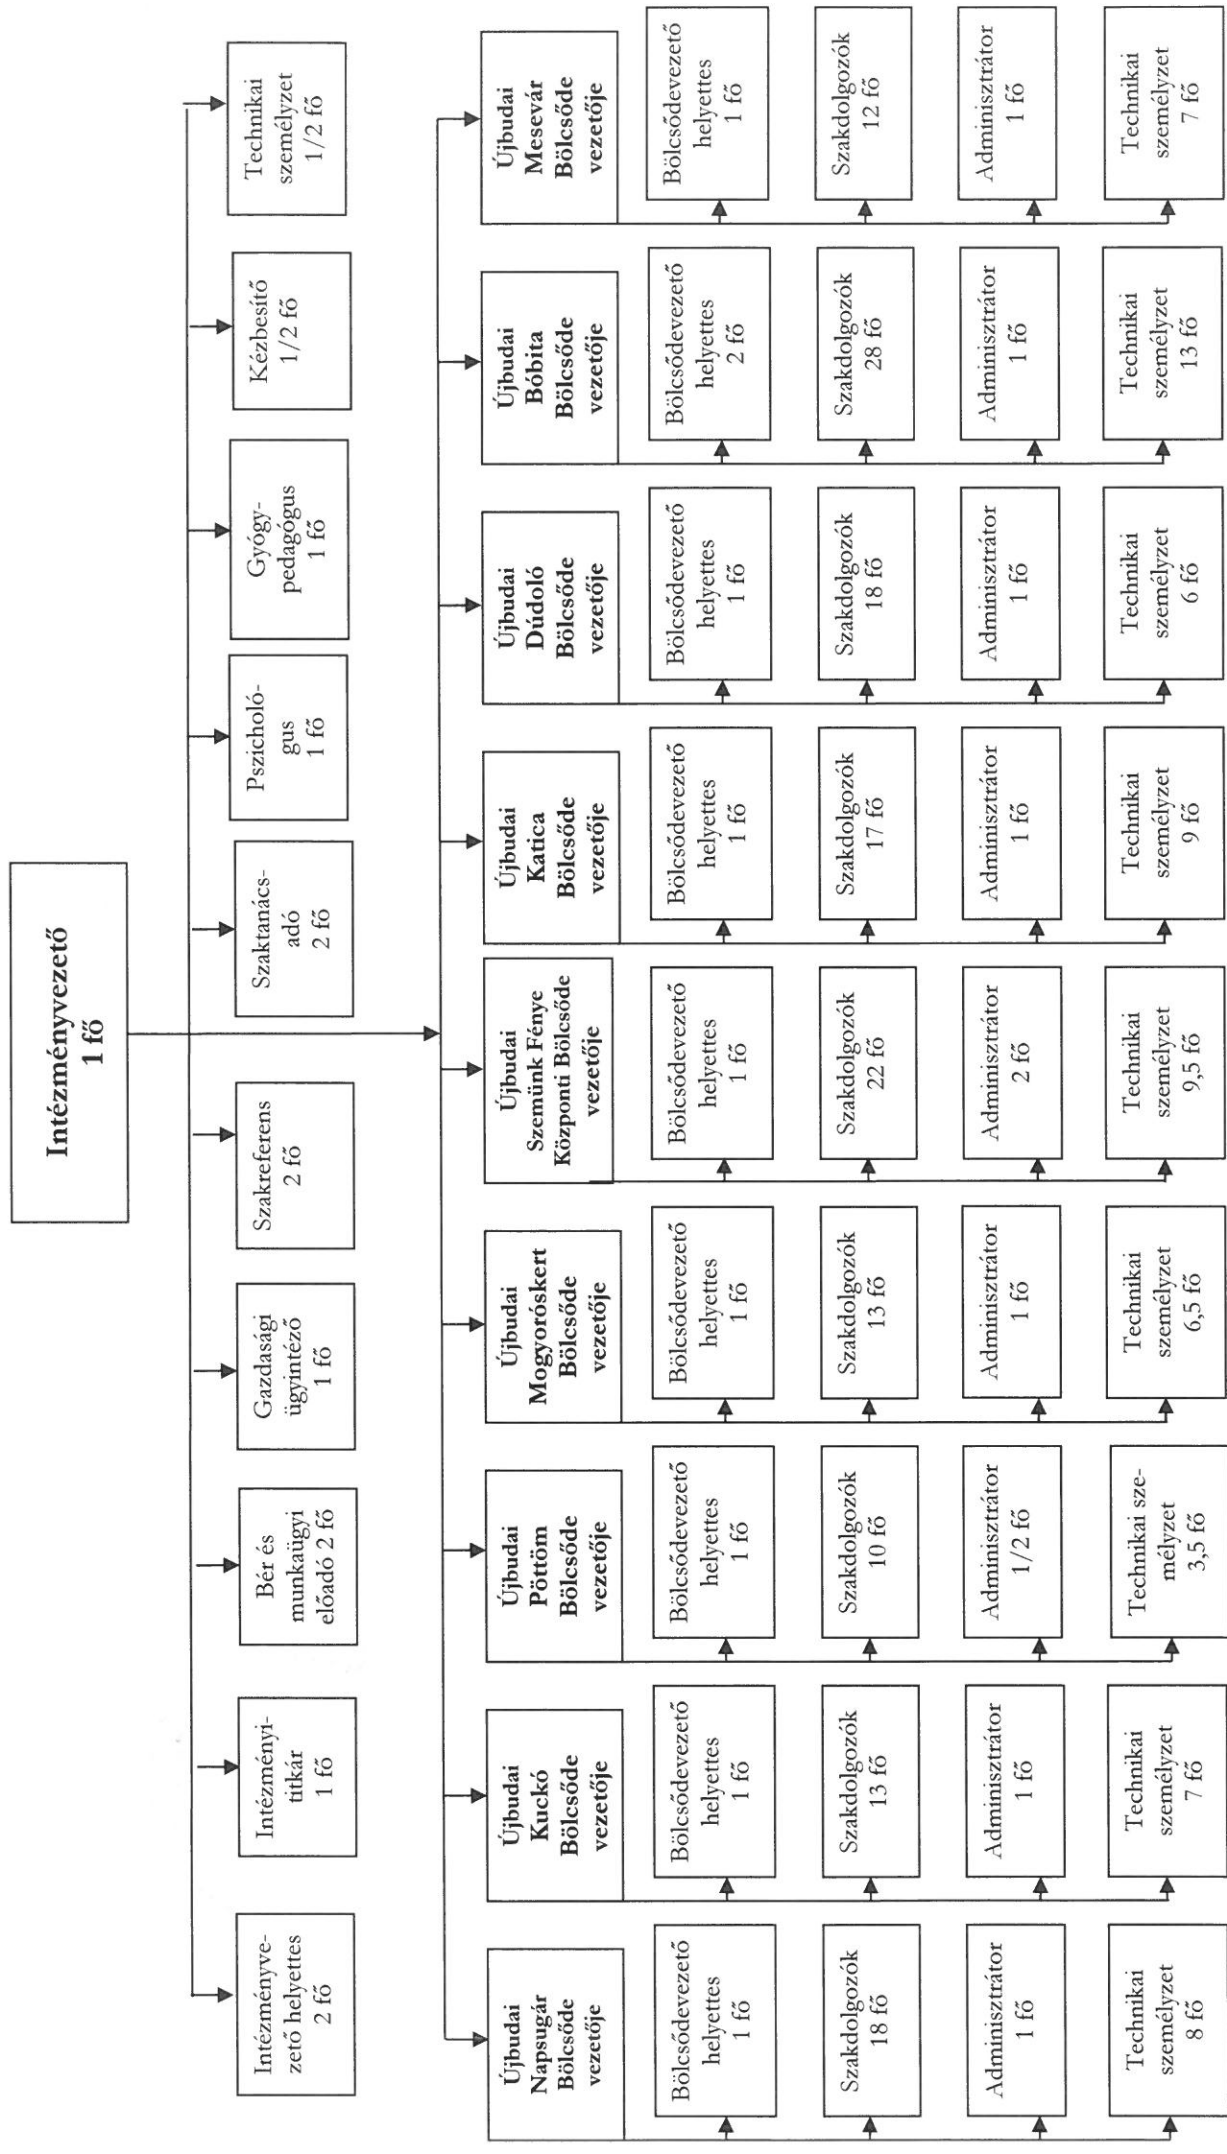 Intézményvezető
1 fő
Intézményve-
zető helyettes
2 fő
Intézményi-
titkár
1 fő
Bér és
munkaügyi
előadó 2 fő
Gazdasági
ügyintéző
1 fő
Szakreferens
2 fő
Szaktanács-
adó
2 fő
Pszicholó-
gus
1 fő
Gyógy-
pedagógus
1 fő
Kézbesítő
1/2 fő
Technikai
személyzet
1/2 fő
Újbudai
Napsugár
Bölcsőde
vezetője
Bölcsődevezető
helyettes
1 fő
Szakdolgozók
18 fő
Adminisztrátor
1 fő
Technikai
személyzet
8 fő
Újbudai
Kuckó
Bölcsőde
vezetője
Bölcsődevezető
helyettes
1 fő
Szakdolgozók
13 fő
Adminisztrátor
1 fő
Technikai
személyzet
7 fő
Újbudai
Pöttöm
Bölcsőde
vezetője
Bölcsődevezető
helyettes
1 fő
Szakdolgozók
10 fő
Adminisztrátor
1/2 fő
Technikai sze-
mélyzet
3,5 fő
Újbudai
Mogyoróskert
Bölcsőde
vezetője
Bölcsődevezető
helyettes
1 fő
Szakdolgozók
13 fő
Adminisztrátor
1 fő
Technikai
személyzet
6,5 fő
Újbudai
Szemünk Fénye
Központi Bölcsőde
vezetője
Bölcsődevezető
helyettes
1 fő
Szakdolgozók
22 fő
Adminisztrátor
2 fő
Technikai
személyzet
9,5 fő
Újbudai
Katica
Bölcsőde
vezetője
Bölcsődevezető
helyettes
1 fő
Szakdolgozók
17 fő
Adminisztrátor
1 fő
Technikai
személyzet
9 fő
Újbudai
Dúdoló
Bölcsőde
vezetője
Bölcsődevezető
helyettes
1 fő
Szakdolgozók
18 fő
Adminisztrátor
1 fő
Technikai
személyzet
6 fő
Újbudai
Bóbita
Bölcsőde
vezetője
Bölcsődevezető
helyettes
2 fő
Szakdolgozók
28 fő
Adminisztrátor
1 fő
Technikai
személyzet
13 fő
Újbudai
Mesevár
Bölcsőde
vezetője
Bölcsődevezető
helyettes
1 fő
Szakdolgozók
12 fő
Adminisztrátor
1 fő
Technikai
személyzet
7 fő